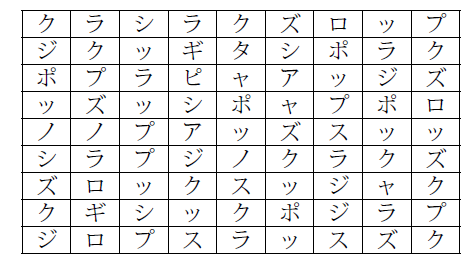 ク ラ シ ラ ク ズ ロ ッ プ
ジ ク ッ ギ タ シ ポ ラ ク
ポ プ ラ ピ ャ ア ッ ジ ズ
ッ ズ ッ シ ポ ャ プ ポ ロ
ノ ノ プ ア ッ ズ ス ッ ッ
シ ラ プ ジ ノ ク ラ ク ズ
ズ ロ ッ ク ス ッ ジ ャ ク
ク ギ シ ッ ク ポ ジ ラ プ
ジ ロ プ ス ラ ッ ス ズ ク